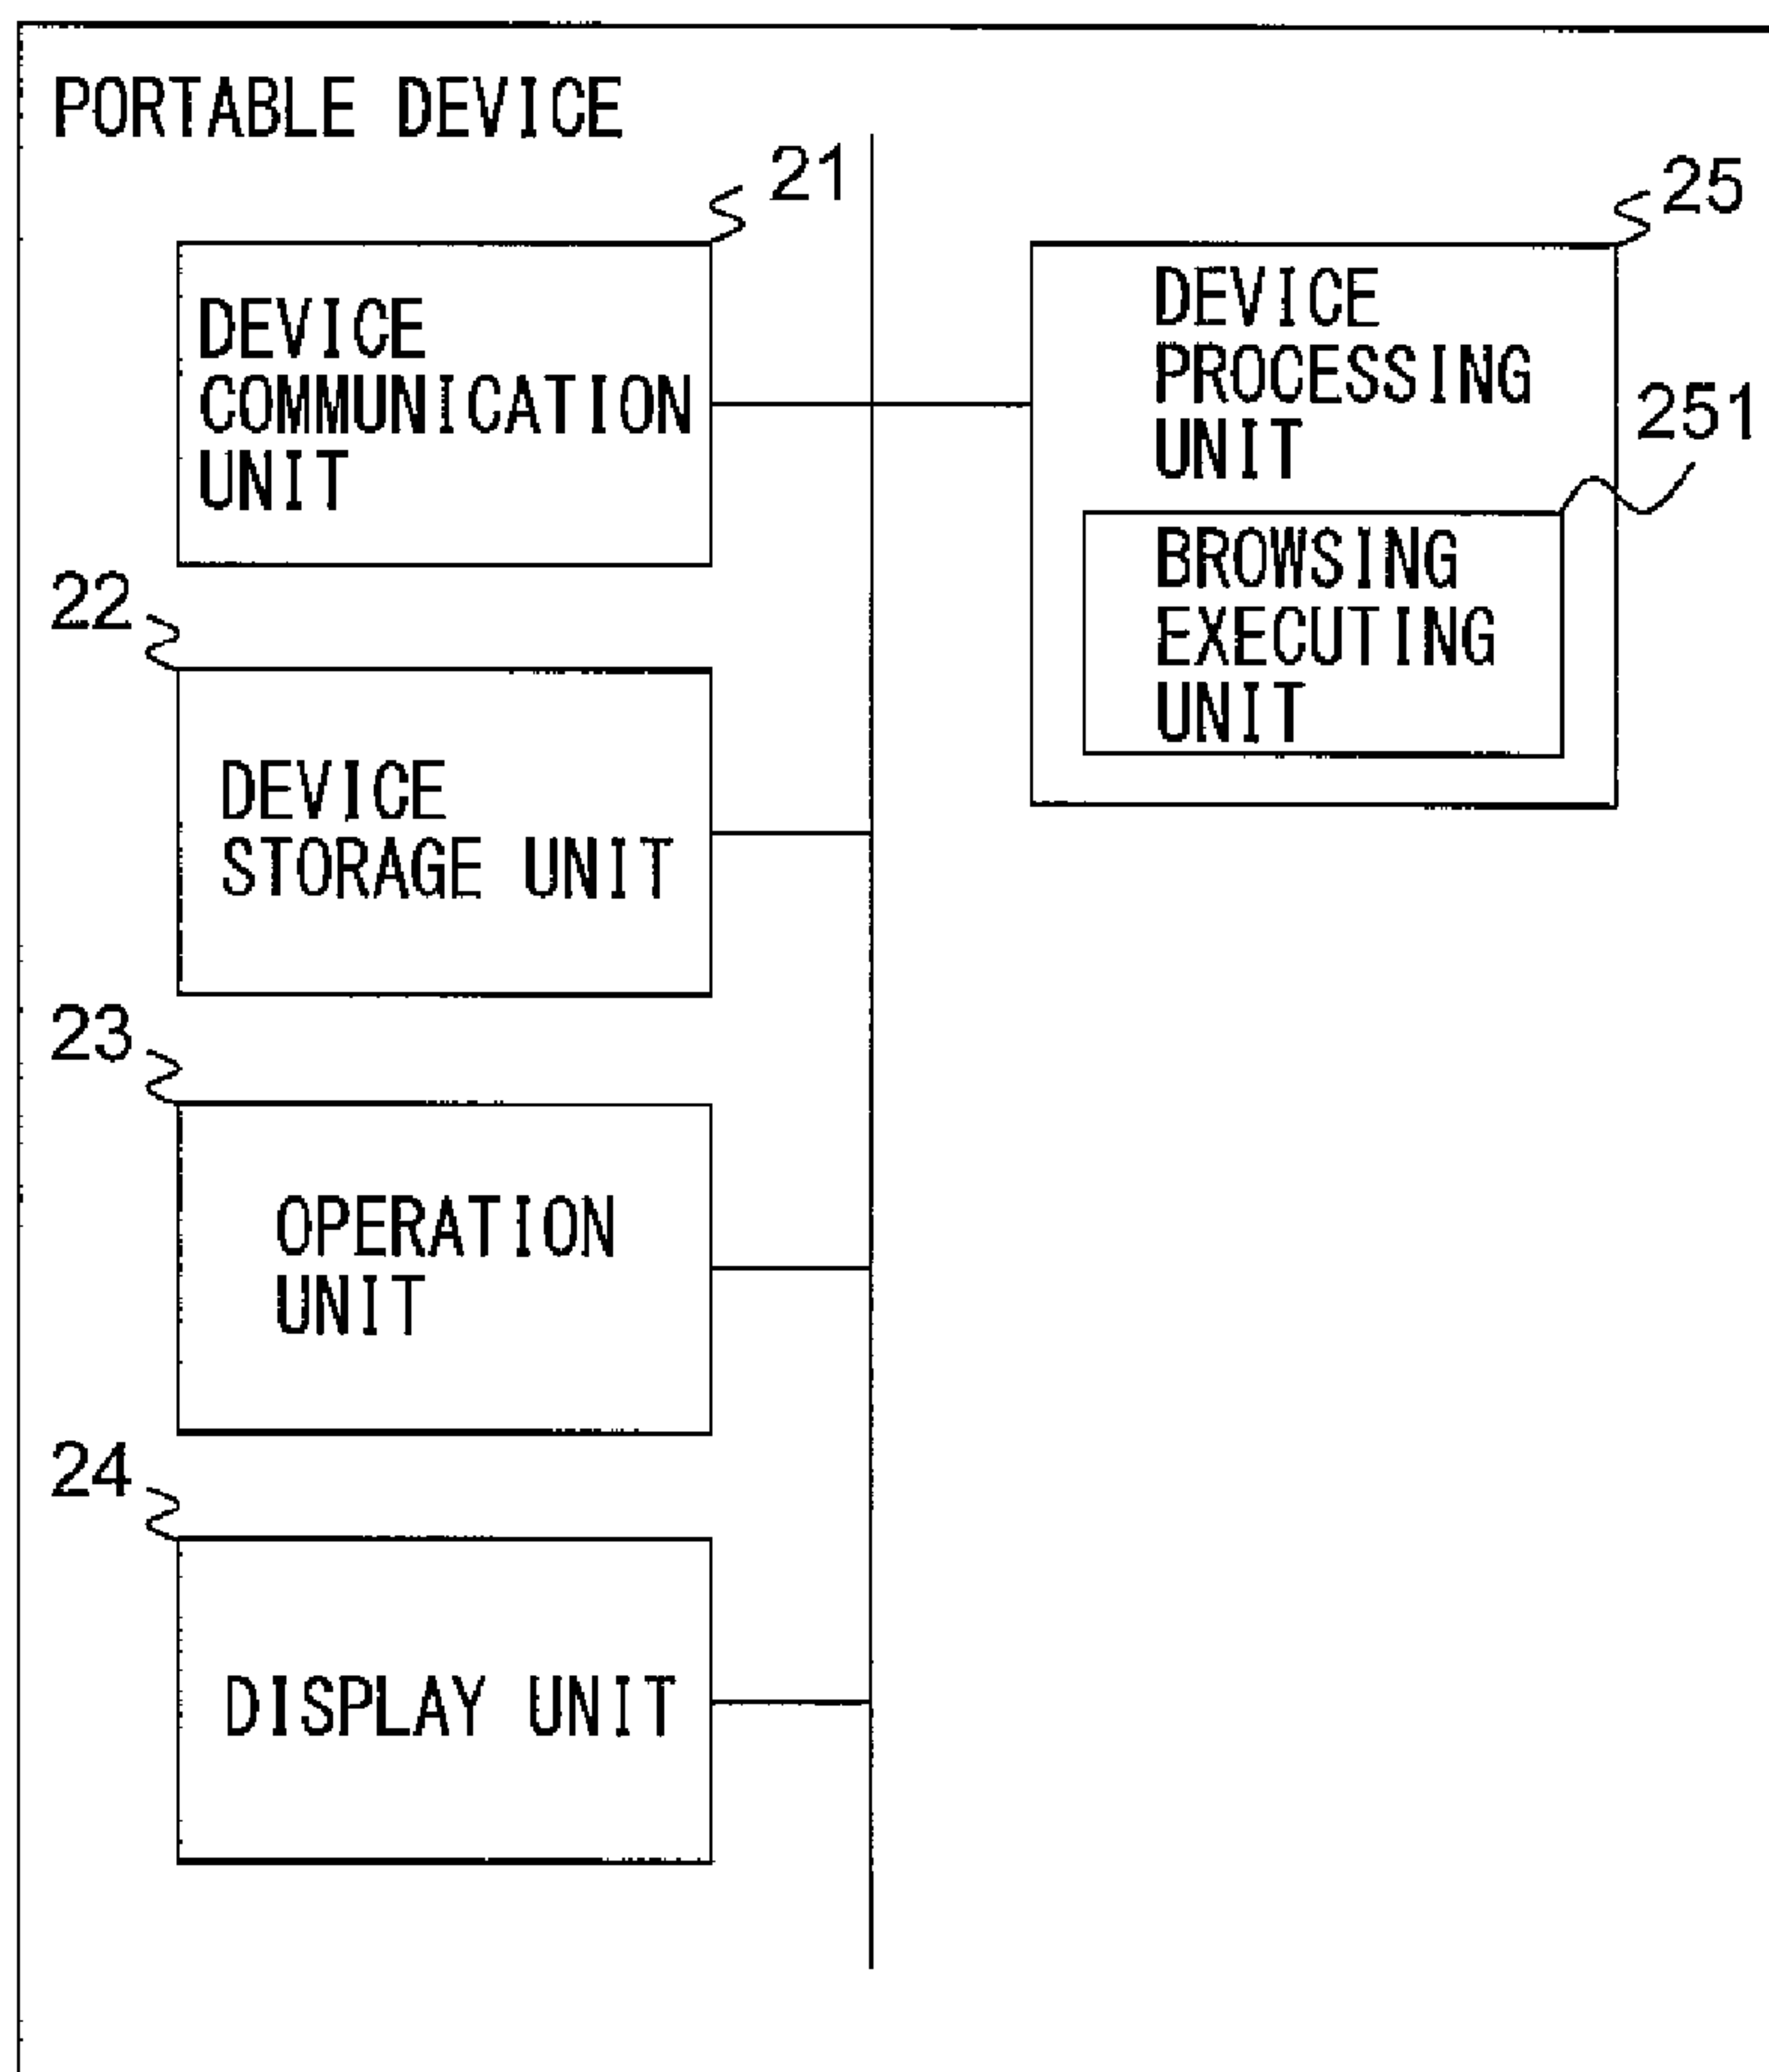 PORTABLE DEVICE
21
DEVICE
COMMUNICATION
UNIT
22
DEVICE
STORAGE UNIT
23
OPERATION
UNIT
24
DISPLAY UNIT
25
DEVICE
PROCESSING
UNIT
251
BROWSING
EXECUTING
UNIT